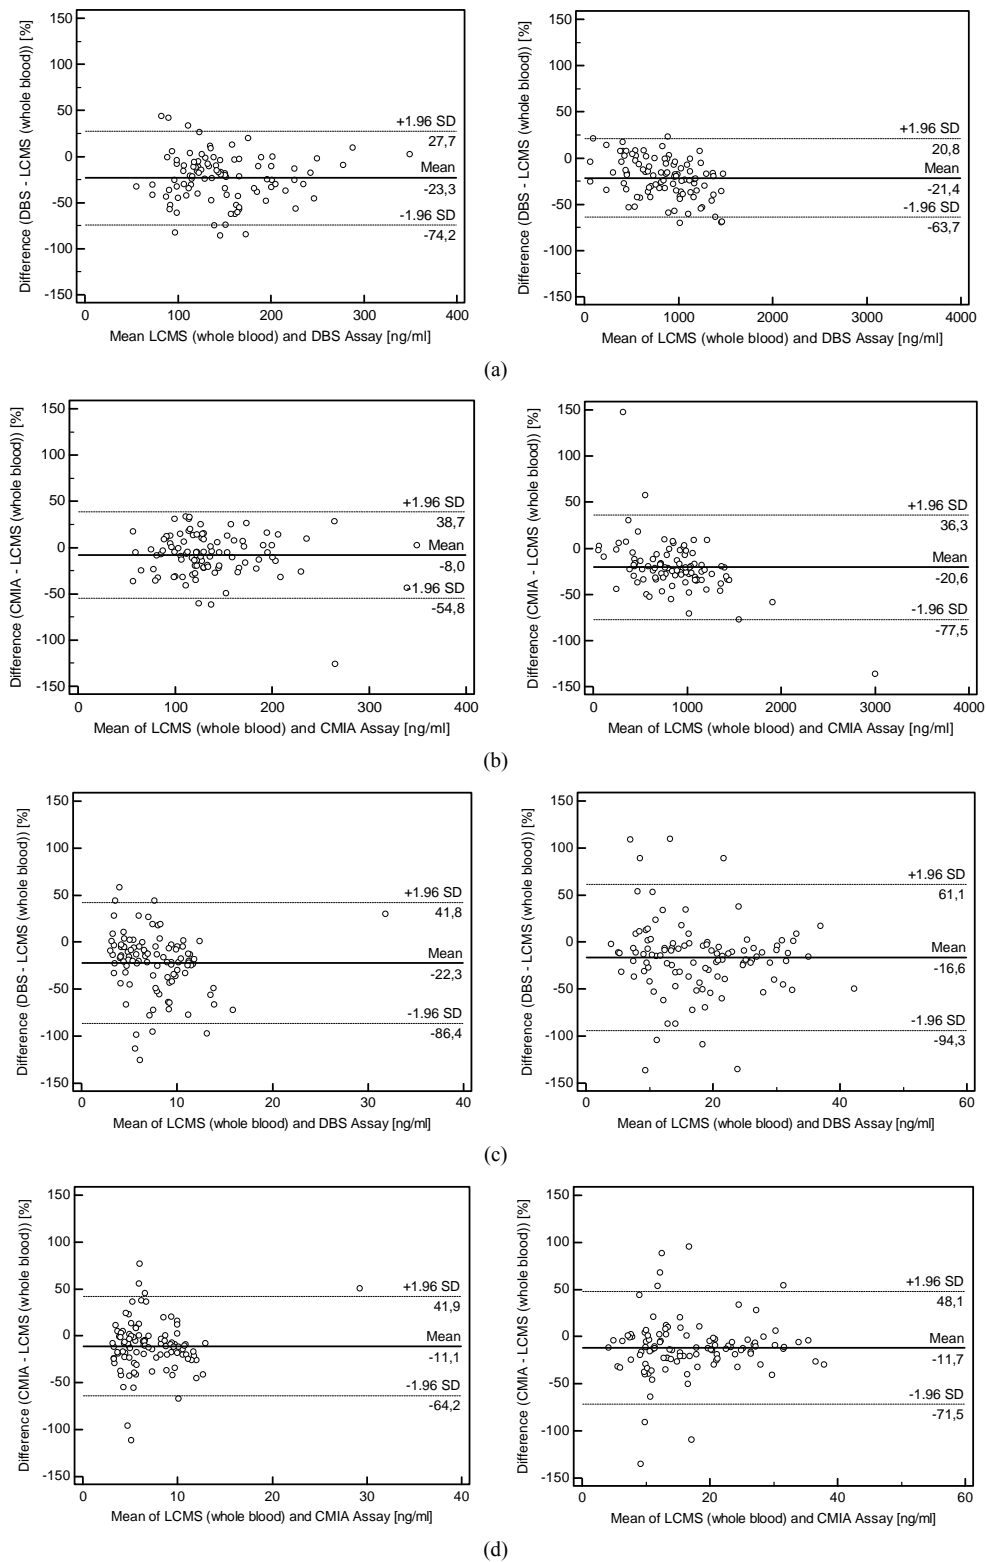 Difference (DBS - LCMS (whole blood)) [%]
150
100
50
0
-50
-100
-150
+1.96 SD
27,7
Mean
-23,3
-1.96 SD
-74,2
0 100 200 300 400
Mean LCMS (whole blood) and DBS Assay [ng/ml]
Difference (DBS - LCMS (whole blood)) [%]
150
100
50
0
-50
-100
-150
+1.96 SD
20,8
Mean
-21,4
-1.96 SD
-63,7
0 1000 2000 3000 4000
Mean of LCMS (whole blood) and DBS Assay [ng/ml]
(a)
Difference (CMIA - LCMS (whole blood)) [%]
150
100
50
0
-50
-100
-150
+1.96 SD
38,7
Mean
-8,0
-1.96 SD
-54,8
0 100 200 300 400
Mean of LCMS (whole blood) and CMIA Assay [ng/ml]
Difference (CMIA - LCMS (whole blood)) [%]
150
100
50
0
-50
-100
-150
+1.96 SD
36,3
Mean
-20,6
-1.96 SD
-77,5
0 1000 2000 3000 4000
Mean of LCMS (whole blood) and CMIA Assay [ng/ml]
(b)
Difference (DBS - LCMS (whole blood)) [%]
150
100
50
0
-50
-100
-150
+1.96 SD
41,8
Mean
-22,3
-1.96 SD
-86,4
0 10 20 30 40
Mean of LCMS (whole blood) and DBS Assay [ng/ml]
Difference (DBS - LCMS (whole blood)) [%]
150
100
50
0
-50
-100
-150
+1.96 SD
61,1
Mean
-16,6
-1.96 SD
-94,3
0 20 40 60
Mean of LCMS (whole blood) and DBS Assay [ng/ml]
(c)
Difference (CMIA - LCMS (whole blood)) [%]
150
100
50
0
-50
-100
-150
+1.96 SD
41,9
Mean
-11,1
-1.96 SD
-64,2
0 10 20 30 40
Mean of LCMS (whole blood) and CMIA Assay [ng/ml]
Difference (CMIA - LCMS (whole blood)) [%]
150
100
50
0
-50
-100
-150
+1.96 SD
48,1
Mean
-11,7
-1.96 SD
-71,5
0 20 40 60
Mean of LCMS (whole blood) and CMIA Assay [ng/ml]
(d)